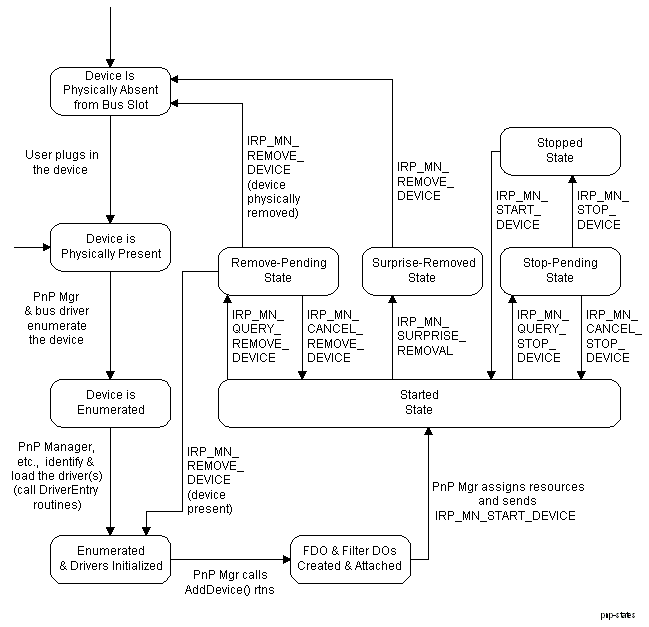 Device Is
Physically Absent
from Bus Slot
User plugs in
the device
IRP_MN_
REMOVE_
DEVICE
(device
physically
removed)
IRP_MN_
REMOVE_
DEVICE
Stopped
State
IRP_MN_
START_
DEVICE
IRP_MN_
STOP_
DEVICE
Device is
Physically Present
Remove-Pending
State
Surprise-Removed
State
Stop-Pending
State
PnP Mgr
& bus driver
enumerate
the device
IRP_MN_
QUERY_
REMOVE_
DEVICE
IRP_MN_
CANCEL_
REMOVE_
DEVICE
IRP_MN_
SURPRISE_
REMOVAL
IRP_MN_
QUERY_
STOP_
DEVICE
IRP_MN_
CANCEL_
STOP_
DEVICE
Device is
Enumerated
Started
State
PnP Manager,
etc., identify &
load the driver(s)
(call DriverEntry
routines)
IRP_MN_
REMOVE_
DEVICE
(device
present)
PnP Mgr assigns resources
and sends
IRP_MN_START_DEVICE
Enumerated
& Drivers Initialized
PnP Mgr calls
AddDevice() rtns
FDO & Filter DOs
Created & Attached
pnp-states